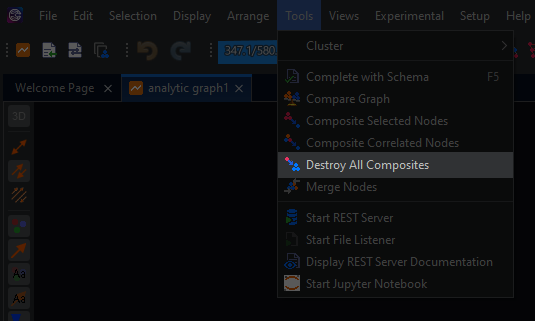 File Edit Selection Display Arrange Tools Views Experimental Setup Help
347.1/580.
Cluster
Welcome Page analytic graph1
3D
Complete with Schema F5
Compare Graph
Composite Selected Nodes
Composite Correlated Nodes
Destroy All Composites
Merge Nodes
Start REST Server
Start File Listener
Display REST Server Documentation
Start Jupyter Notebook
Aa
Aa